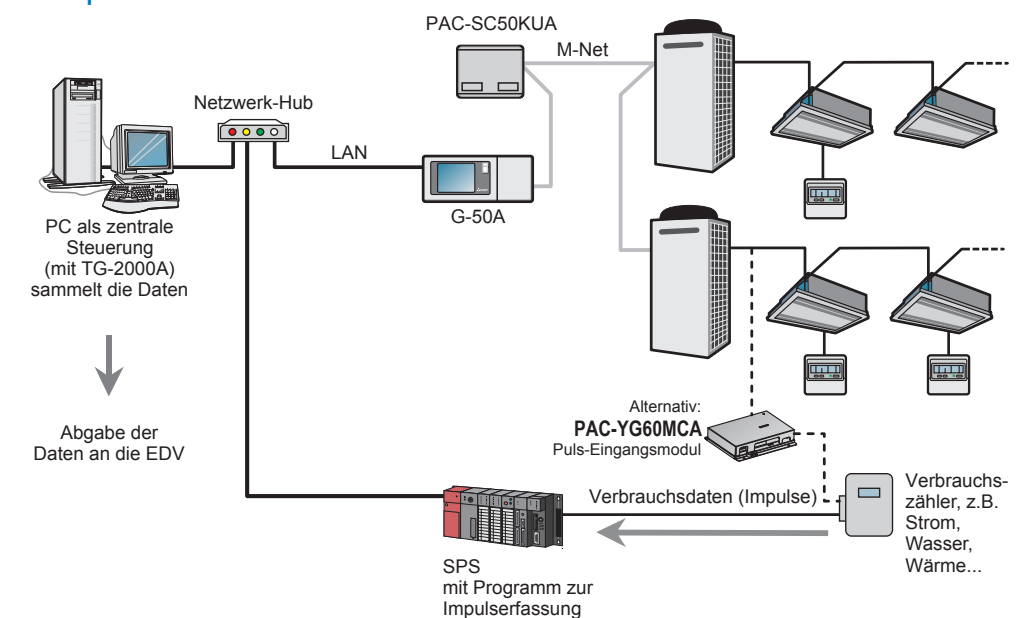 PAC-SC50KUA
M-Net
Netzwerk-Hub
LAN
G-50A
PC als zentrale
Steuerung
(mit TG-2000A)
sammelt die Daten
Abgabe der
Daten an die EDV
Alternativ:
PAC-YG60MCA
Puls-Eingangsmodul
Verbrauchsdaten (Impulse)
Verbrauchs-
zähler, z.B.
Strom,
Wasser,
Wärme...
SPS
mit Programm zur
Impulserfassung